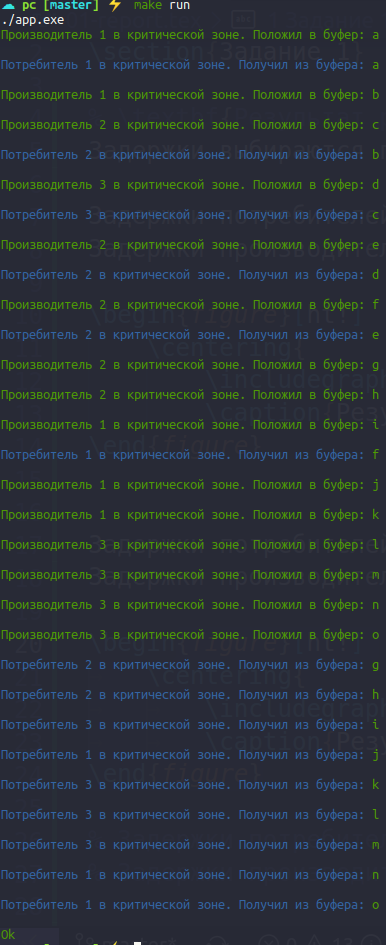 pc [master] ⚡ make run
./app.exe
Производитель 1 в критической зоне. Положил в буфер: a
Потребитель 1 в критической зоне. Получил из буфера: a
Производитель 1 в критической зоне. Положил в буфер: b
Производитель 2 в критической зоне. Положил в буфер: c
Потребитель 2 в критической зоне. Получил из буфера: b
Производитель 3 в критической зоне. Положил в буфер: d
Потребитель 3 в критической зоне. Получил из буфера: c
Производитель 2 в критической зоне. Положил в буфер: e
Потребитель 2 в критической зоне. Получил из буфера: d
Производитель 2 в критической зоне. Положил в буфер: f
Потребитель 2 в критической зоне. Получил из буфера: e
Производитель 2 в критической зоне. Положил в буфер: g
Производитель 2 в критической зоне. Положил в буфер: h
Производитель 1 в критической зоне. Положил в буфер: i
Потребитель 1 в критической зоне. Получил из буфера: f
Производитель 1 в критической зоне. Положил в буфер: j
Производитель 1 в критической зоне. Положил в буфер: k
Производитель 3 в критической зоне. Положил в буфер: l
Производитель 3 в критической зоне. Положил в буфер: m
Производитель 3 в критической зоне. Положил в буфер: n
Производитель 3 в критической зоне. Положил в буфер: o
Потребитель 2 в критической зоне. Получил из буфера: g
Потребитель 2 в критической зоне. Получил из буфера: h
Потребитель 3 в критической зоне. Получил из буфера: i
Потребитель 1 в критической зоне. Получил из буфера: j
Потребитель 3 в критической зоне. Получил из буфера: k
Потребитель 3 в критической зоне. Получил из буфера: l
Потребитель 3 в критической зоне. Получил из буфера: m
Потребитель 1 в критической зоне. Получил из буфера: n
Потребитель 1 в критической зоне. Получил из буфера: o
Ok